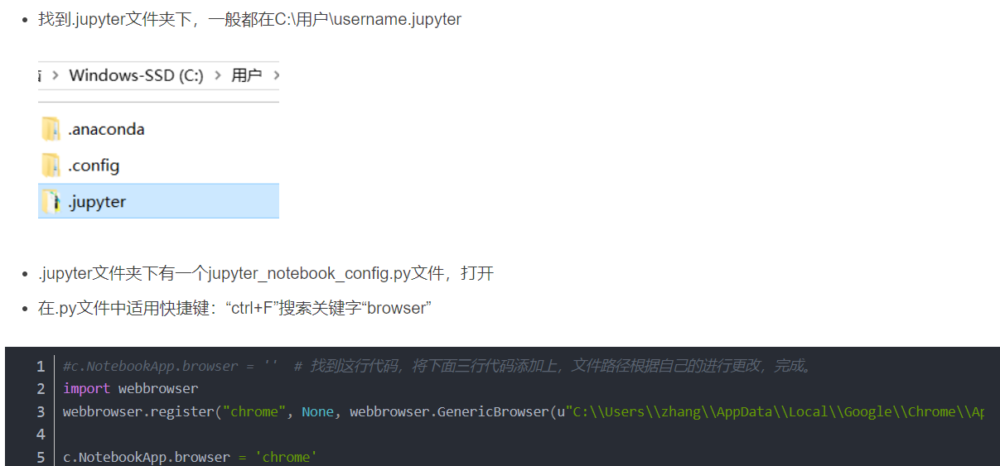 找到.jupyter文件夹下，一般都在C:\用户\username.jupyter
Windows-SSD (C:) > 用户 >
.anaconda
.config
.jupyter
.jupyter文件夹下有一个jupyter_notebook_config.py文件，打开
在.py文件中适用快捷键：“ctrl+F”搜索关键字“browser”
1 #c.NotebookApp.browser = ''  # 找到这行代码，将下面三行代码添加上，文件路径根据自己的进行更改，完成。
2 import webbrowser
3 webbrowser.register("chrome", None, webbrowser.GenericBrowser(u"C:\\Users\\zhang\\AppData\\Local\\Google\\Chrome\\Ap
4
5 c.NotebookApp.browser = 'chrome'